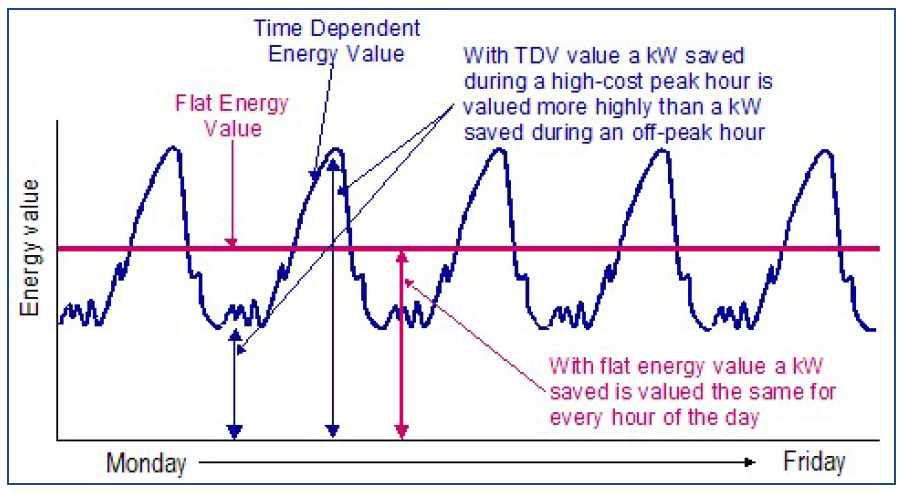 Time Dependent
Energy Value
With TDV value a kW saved
during a high-cost peak hour is
valued more highly than a kW
saved during an off-peak hour
Flat Energy
Value
Energy value
With flat energy value a kW
saved is valued the same for
every hour of the day
Monday
Friday